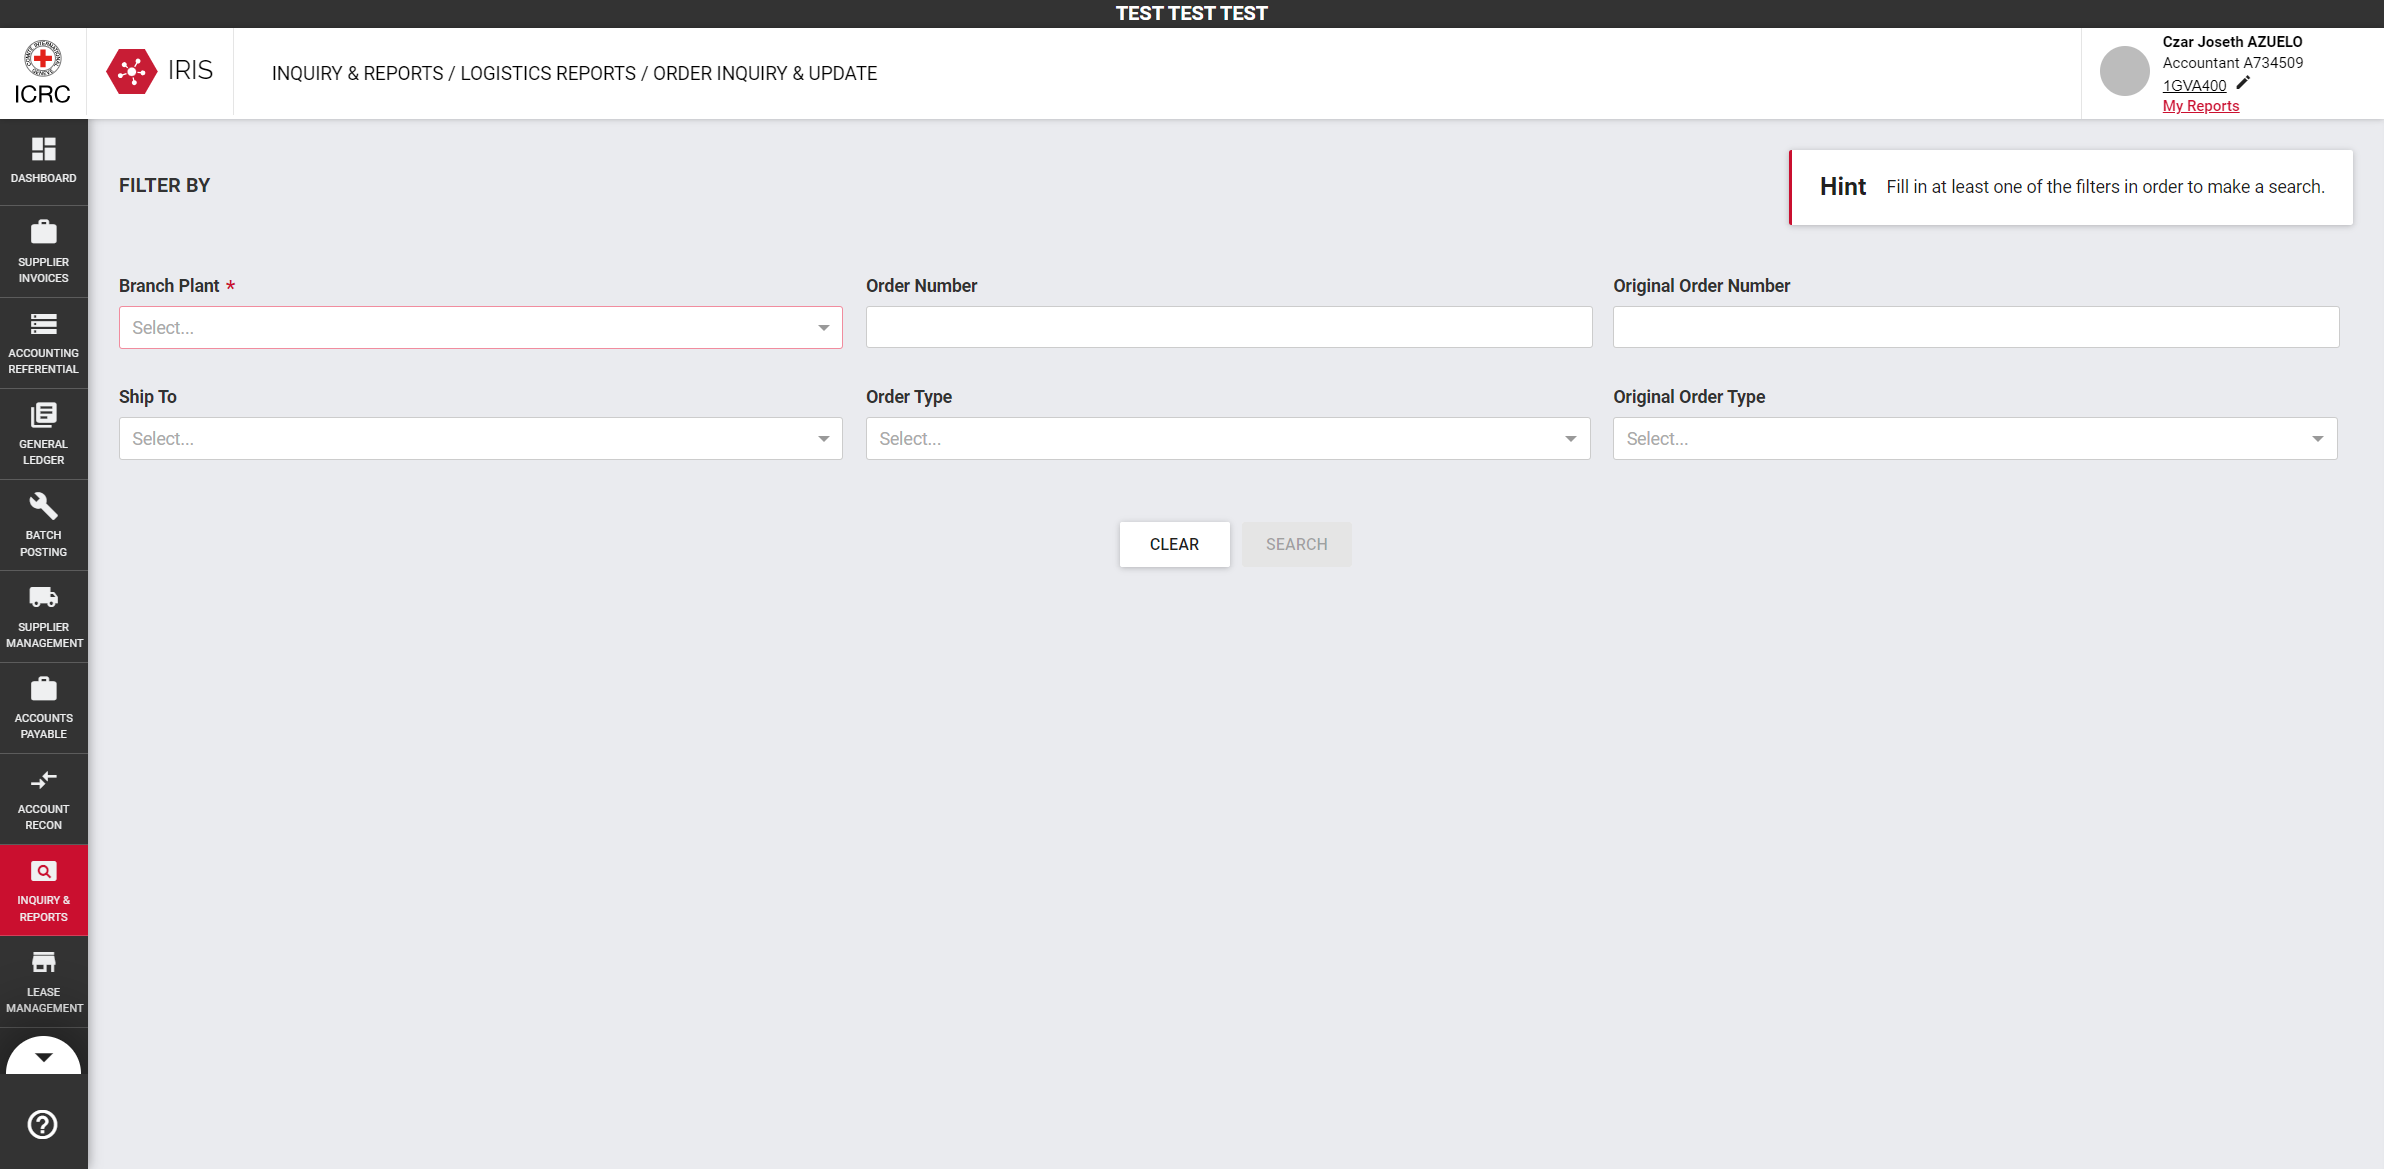 TEST TEST TEST
ICRC
IRIS
INQUIRY & REPORTS / LOGISTICS REPORTS / ORDER INQUIRY & UPDATE
Czar Joseth AZUELO
Accountant A734509
1GVA400
My Reports
DASHBOARD
SUPPLIER
INVOICES
ACCOUNTING
REFERENTIAL
GENERAL
LEDGER
BATCH
POSTING
SUPPLIER
MANAGEMENT
ACCOUNTS
PAYABLE
ACCOUNT
RECON
INQUIRY &
REPORTS
LEASE
MANAGEMENT
FILTER BY
Hint Fill in at least one of the filters in order to make a search.
Branch Plant *
Select...
Order Number
Original Order Number
Ship To
Select...
Order Type
Select...
Original Order Type
Select...
CLEAR
SEARCH